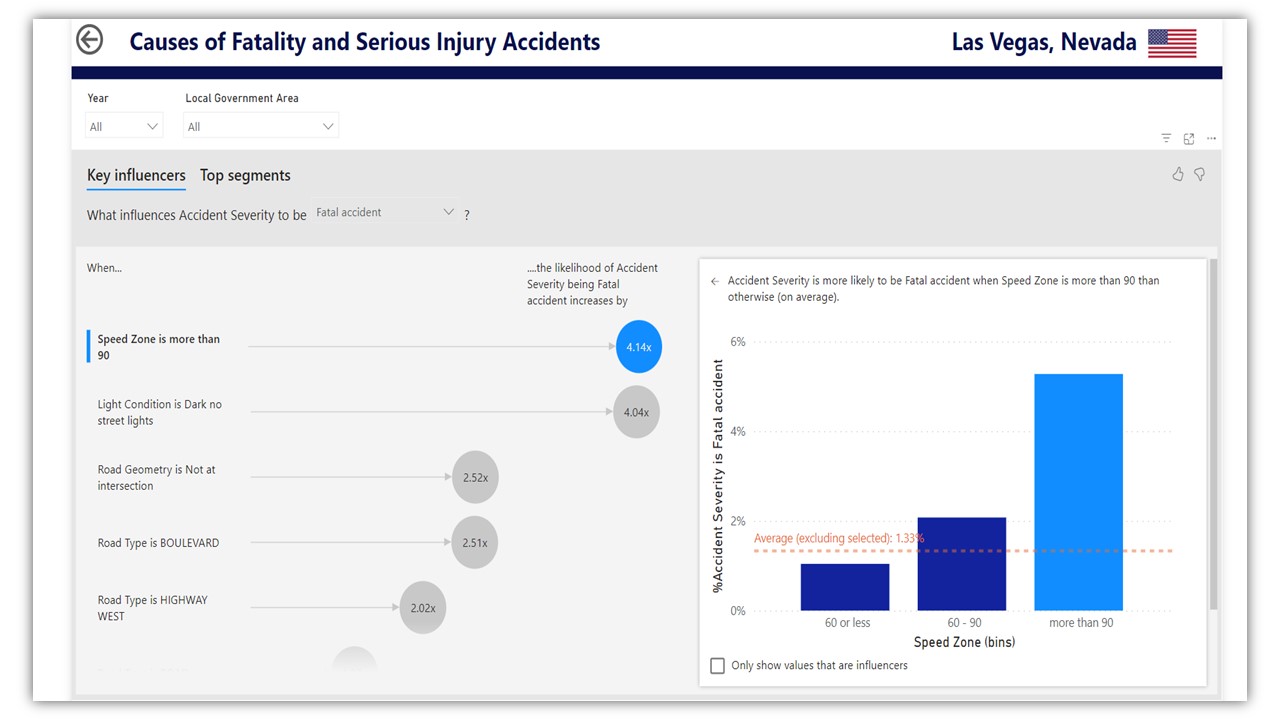 Causes of Fatality and Serious Injury Accidents
Las Vegas, Nevada
Year
Local Government Area
All
All
Key influencers
Top segments
What influences Accident Severity to be
Fatal accident
?
When...
....the likelihood of Accident
Severity being Fatal
accident increases by
Speed Zone is more than
90
4.14x
Light Condition is Dark no
street lights
4.04x
Road Geometry is Not at
intersection
2.52x
Road Type is BOULEVARD
2.51x
Road Type is HIGHWAY
WEST
2.02x
Accident Severity is more likely to be Fatal accident when Speed Zone is more than 90 than
otherwise (on average).
%Accident Severity is Fatal accident
6%
4%
2%
0%
Average (excluding selected): 1.33%
60 or less
60 - 90
more than 90
Speed Zone (bins)
Only show values that are influencers